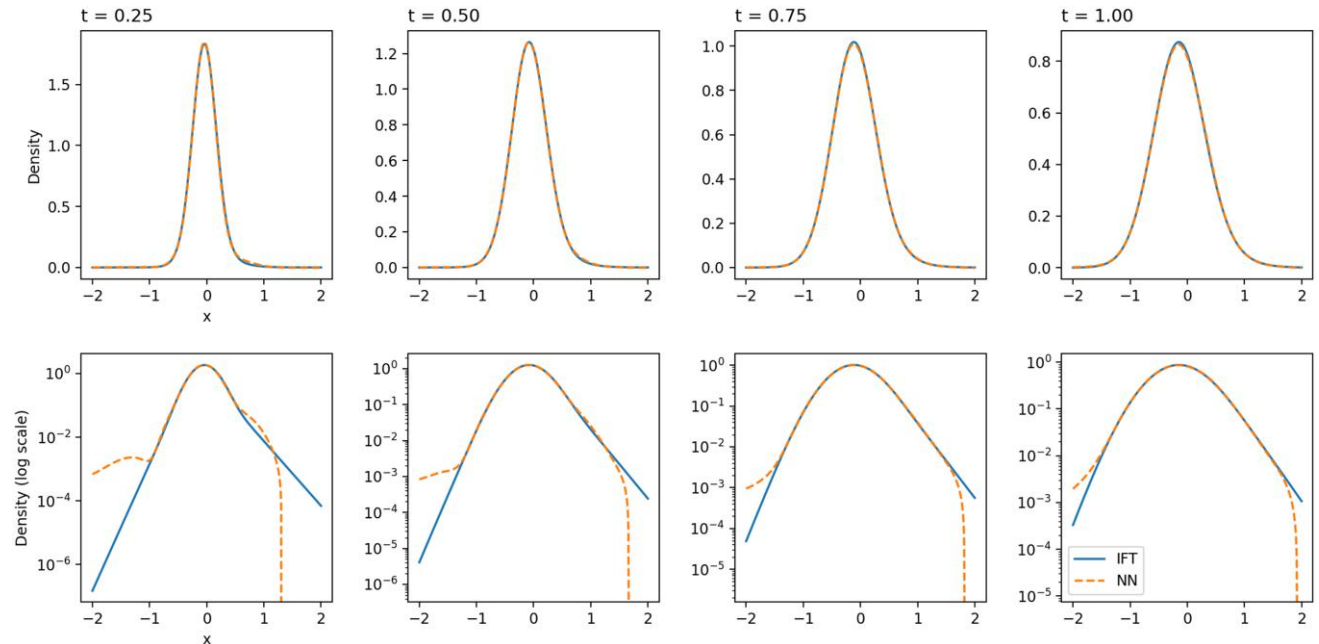 t = 0.25
t = 0.50
t = 0.75
t = 1.00
Density
1.5
1.0
0.5
0.0
−2 −1 0 1 2
x
1.2
1.0
0.8
0.6
0.4
0.2
0.0
−2 −1 0 1 2
1.0
0.8
0.6
0.4
0.2
0.0
−2 −1 0 1 2
0.8
0.6
0.4
0.2
0.0
−2 −1 0 1 2
Density (log scale)
10⁰
10⁻²
10⁻⁴
10⁻⁶
−2 −1 0 1 2
x
10⁰
10⁻¹
10⁻²
10⁻³
10⁻⁴
10⁻⁵
10⁻⁶
−2 −1 0 1 2
10⁰
10⁻¹
10⁻²
10⁻³
10⁻⁴
10⁻⁵
−2 −1 0 1 2
10⁰
10⁻¹
10⁻²
10⁻³
10⁻⁴
10⁻⁵
IFT
NN
−2 −1 0 1 2